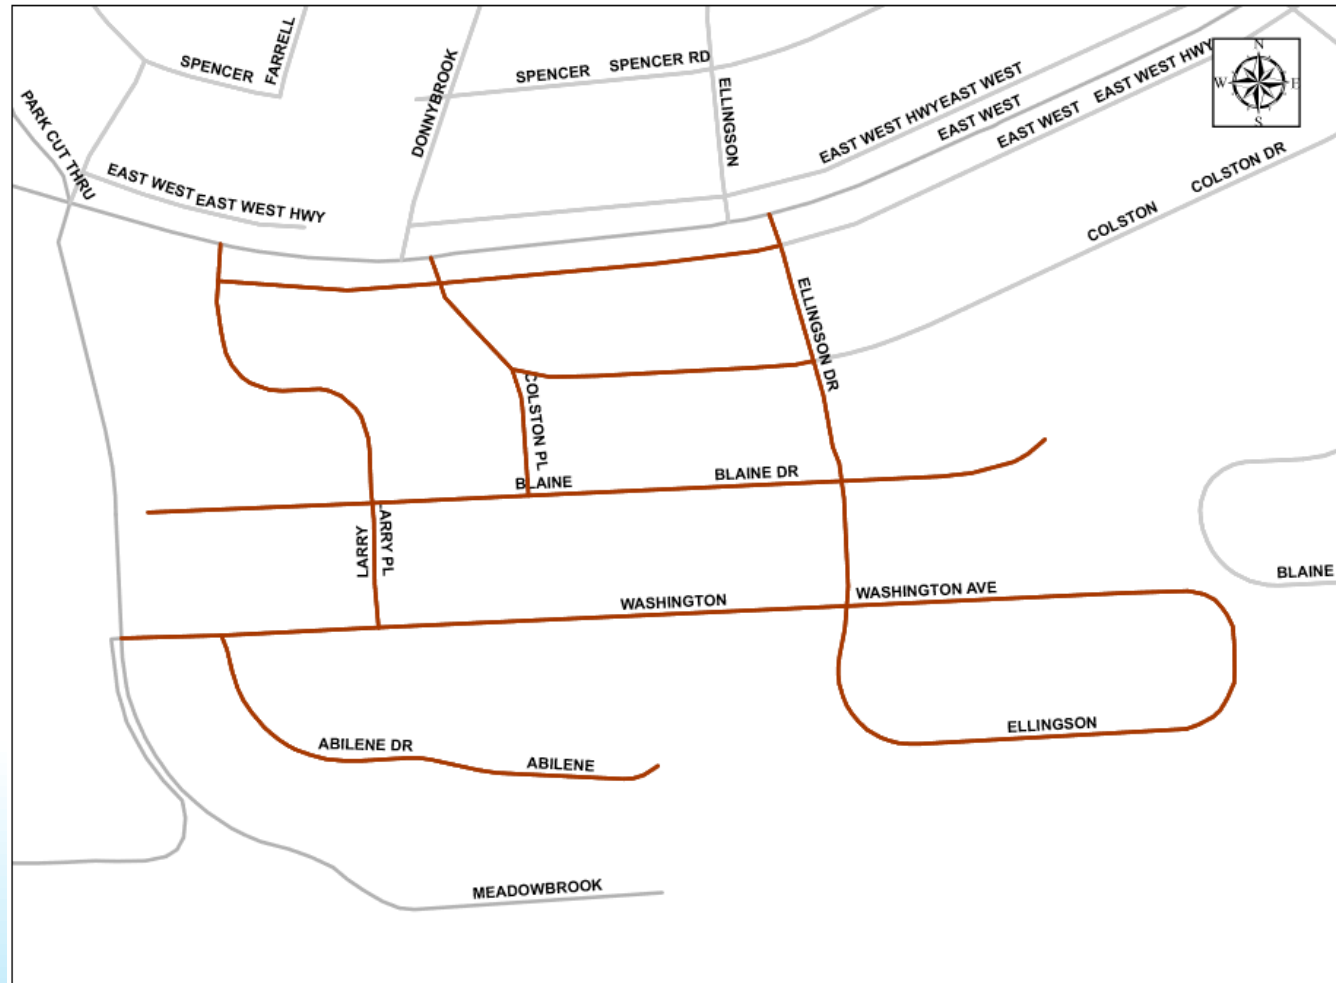 SPENCER
FARRELL
DONNYBROOK
SPENCER
SPENCER RD
ELLINGSON
PARK CUT THRU
EAST WEST
EAST WEST HWY
EAST WEST HWY
EAST WEST
EAST WEST
EAST WEST
EAST WEST HWY
N
W
E
S
COLSTON DR
COLSTON
ELLINGSON DR
COLSTON PL
BLAINE
BLAINE DR
LARRY
LARRY PL
WASHINGTON
WASHINGTON AVE
BLAINE
ABILENE DR
ABILENE
ELLINGSON
MEADOWBROOK